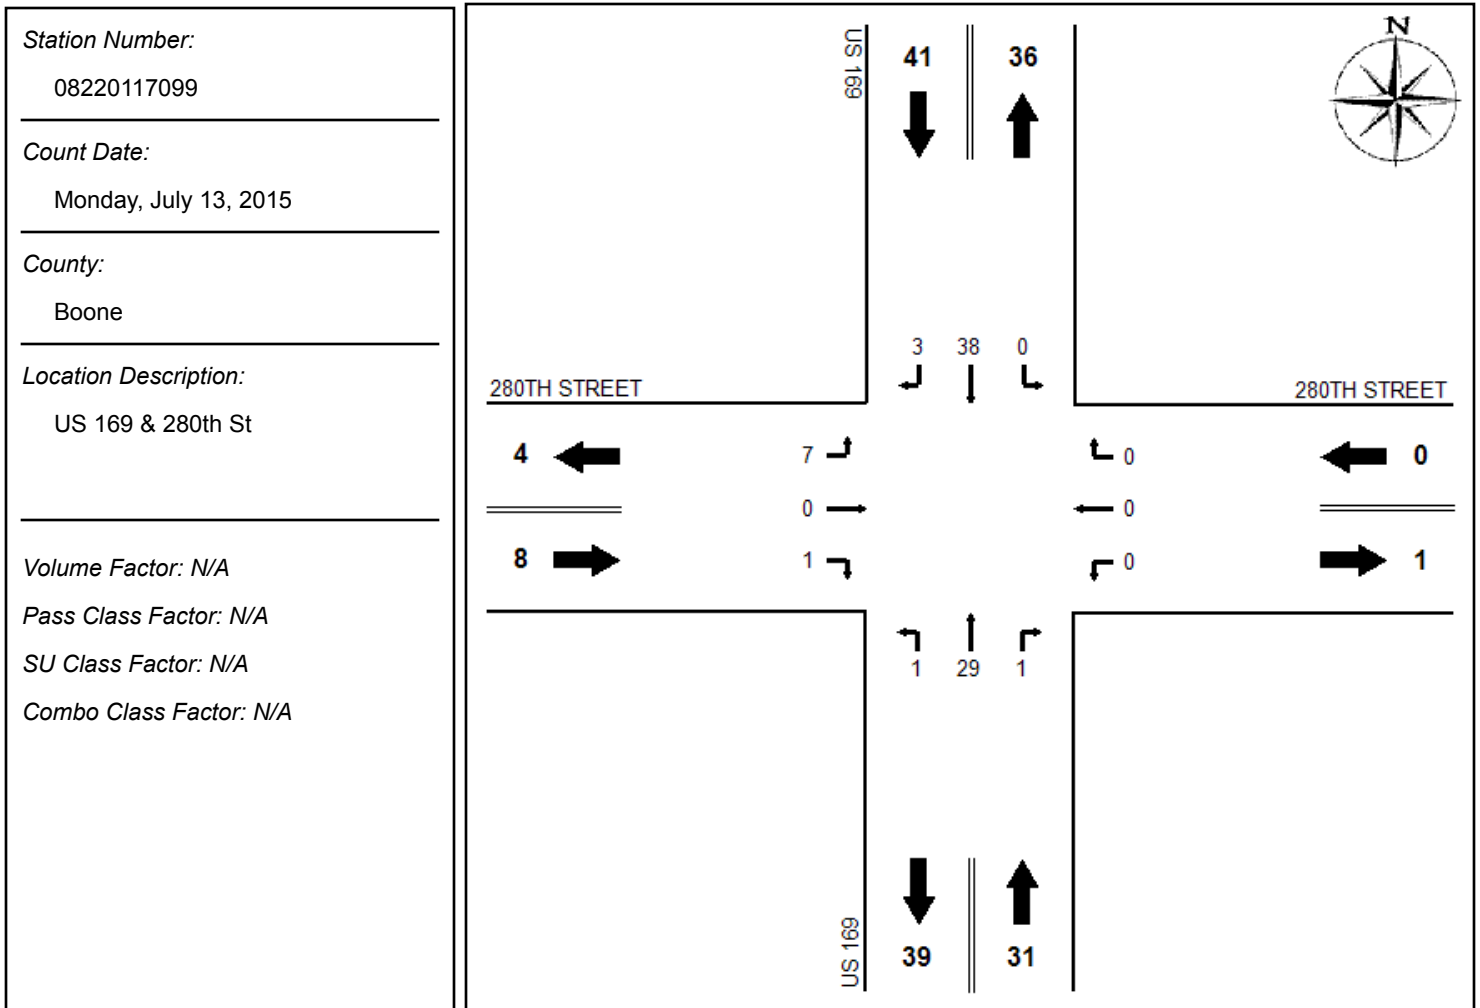 Station Number:
08220117099
Count Date:
Monday, July 13, 2015
County:
Boone
Location Description:
US 169 & 280th St
Volume Factor: N/A
Pass Class Factor: N/A
SU Class Factor: N/A
Combo Class Factor: N/A
N
US 169
41 36
3 38 0
280TH STREET 280TH STREET
4 7 0 0
0 0
8 1 0 1
1 29 1
US 169
39 31